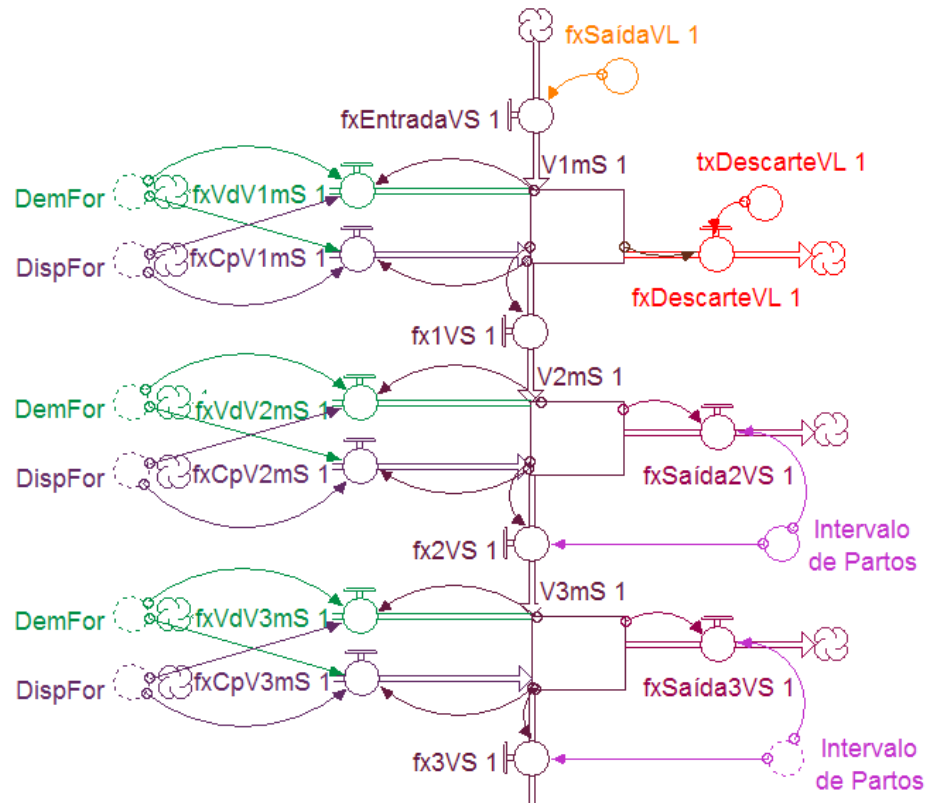 fxSaídaVL 1
fxEntradaVS 1
V1mS 1
txDescarteVL 1
DemFor
fxVdV1mS 1
DispFor
fxCpV1mS 1
fxDescarteVL 1
fx1VS 1
V2mS 1
DemFor
fxVdV2mS 1
DispFor
fxCpV2mS 1
fxSaída2VS 1
fx2VS 1
Intervalo
de Partos
V3mS 1
DemFor
fxVdV3mS 1
DispFor
fxCpV3mS 1
fxSaída3VS 1
fx3VS 1
Intervalo
de Partos